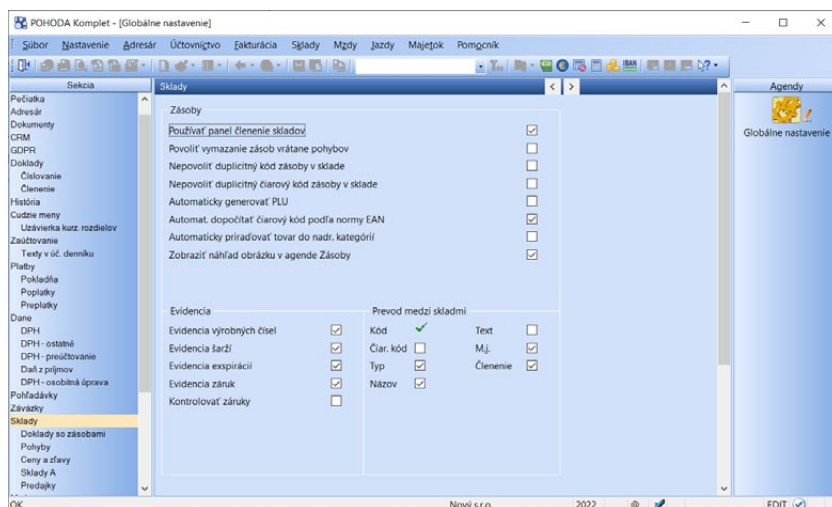 POHODA Komplet - [Globálne nastavenie]
Súbor Nastavenie Adresár Účtovníctvo Fakturácia Sklady Mzdy Jazdy Majetok Pomocník
IBAN
Sekcia
Pečiatka
Adresár
Dokumenty
CRM
GDPR
Doklady
Číslovanie
Členenie
História
Cudzie meny
Uzávierka kurz. rozdielov
Zaúčtovanie
Texty v úč. denníku
Platby
Pokladňa
Poplatky
Preplatky
Dane
DPH
DPH - ostatné
DPH - preúčtovanie
Daň z príjmov
DPH - osobitná úprava
Pohľadávky
Záväzky
Sklady
Doklady so zásobami
Pohyby
Ceny a zľavy
Sklady A
Predajky
Sklady
Zásoby
Používať panel členenie skladov
Povoliť vymazanie zásob vrátane pohybov
Nepovoliť duplicitný kód zásoby v sklade
Nepovoliť duplicitný čiarový kód zásoby v sklade
Automaticky generovať PLU
Automat. dopočítať čiarový kód podľa normy EAN
Automaticky priraďovať tovar do nadr. kategórií
Zobraziť náhľad obrázku v agende Zásoby
Evidencia
Evidencia výrobných čísel
Evidencia šarží
Evidencia exspirácií
Evidencia záruk
Kontrolovať záruky
Prevod medzi skladmi
Kód Text
Čiar. kód M.j.
Typ Členenie
Názov
Agendy
Globálne nastavenie
OK Nový s.r.o. 2022 @ EDIT